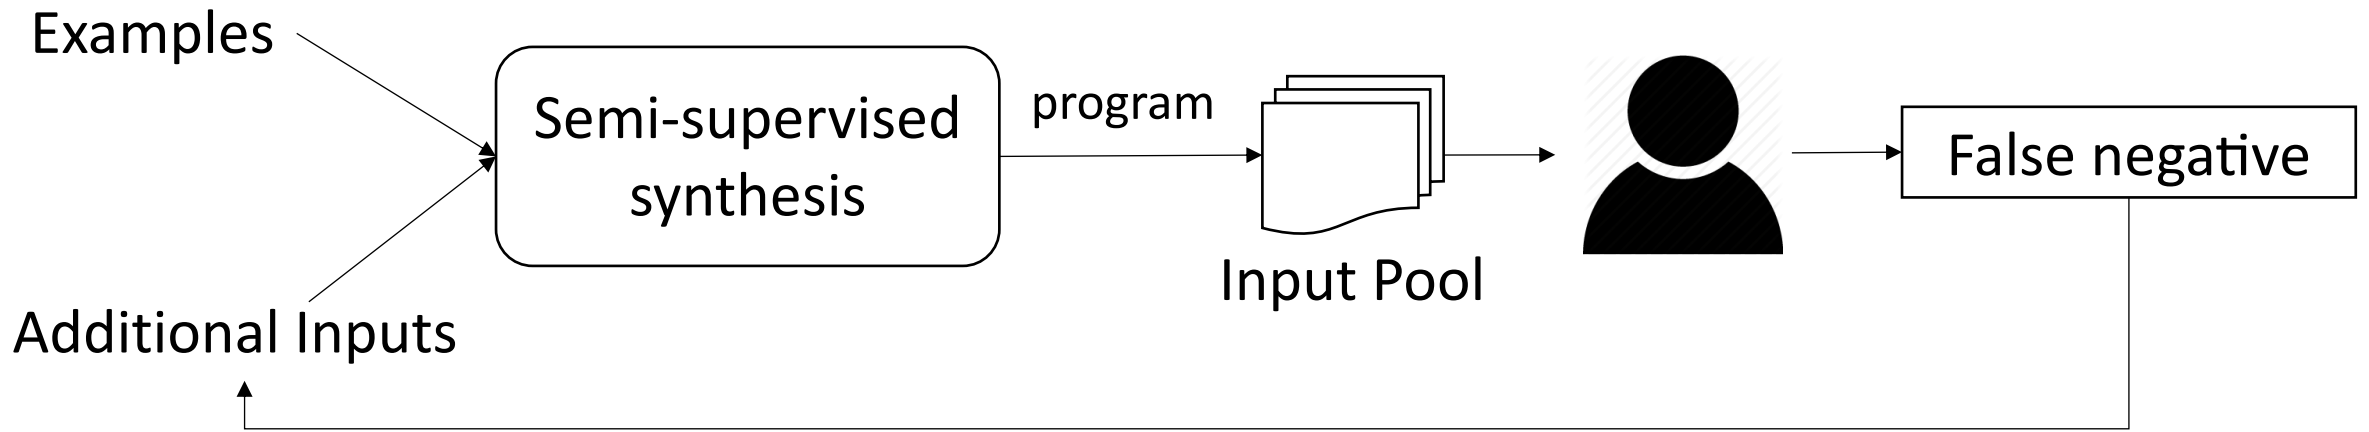 Examples
Semi-supervised
synthesis
program
Input Pool
False negative
Additional Inputs